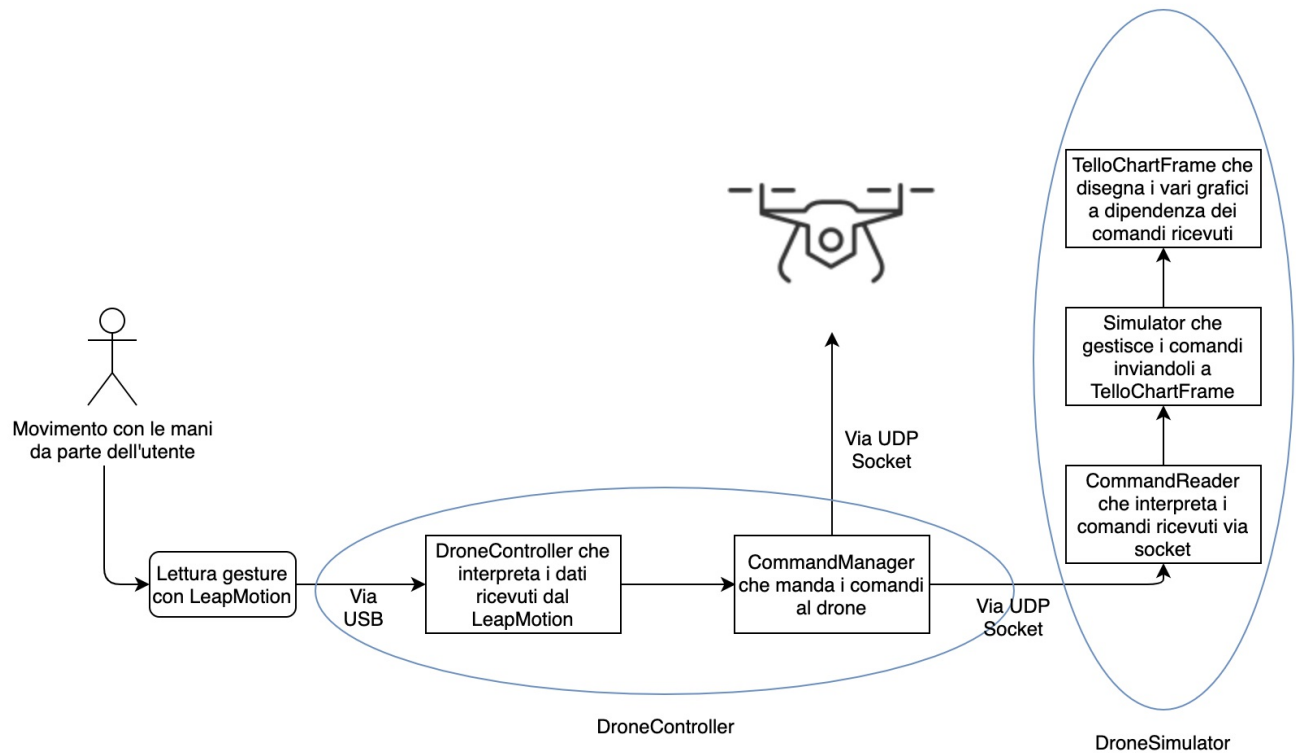 Movimento con le mani
da parte dell'utente
Lettura gesture
con LeapMotion
Via
USB
DroneController che
interpreta i dati
ricevuti dal
LeapMotion
CommandManager
che manda i comandi
al drone
Via UDP
Socket
Via UDP
Socket
DroneController
TelloChartFrame che
disegna i vari grafici
a dipendenza dei
comandi ricevuti
Simulator che
gestisce i comandi
inviandoli a
TelloChartFrame
CommandReader
che interpreta i
comandi ricevuti via
socket
DroneSimulator